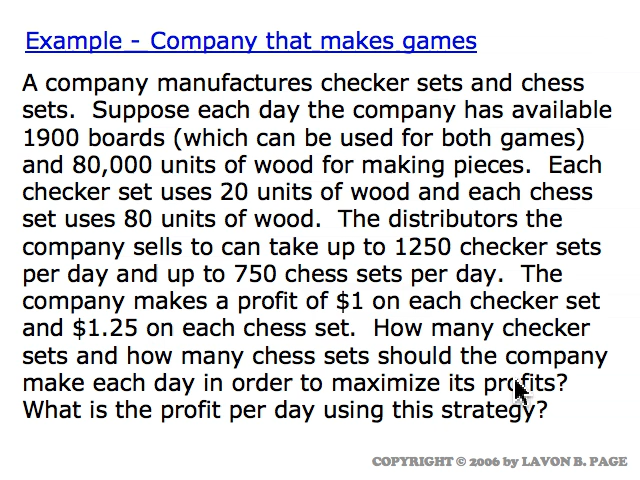 Example - Company that makes games
A company manufactures checker sets and chess
sets.  Suppose each day the company has available
1900 boards (which can be used for both games)
and 80,000 units of wood for making pieces.  Each
checker set uses 20 units of wood and each chess
set uses 80 units of wood.  The distributors the
company sells to can take up to 1250 checker sets
per day and up to 750 chess sets per day.  The
company makes a profit of $1 on each checker set
and $1.25 on each chess set.  How many checker
sets and how many chess sets should the company
make each day in order to maximize its profits?
What is the profit per day using this strategy?
COPYRIGHT © 2006 by LAVON B. PAGE